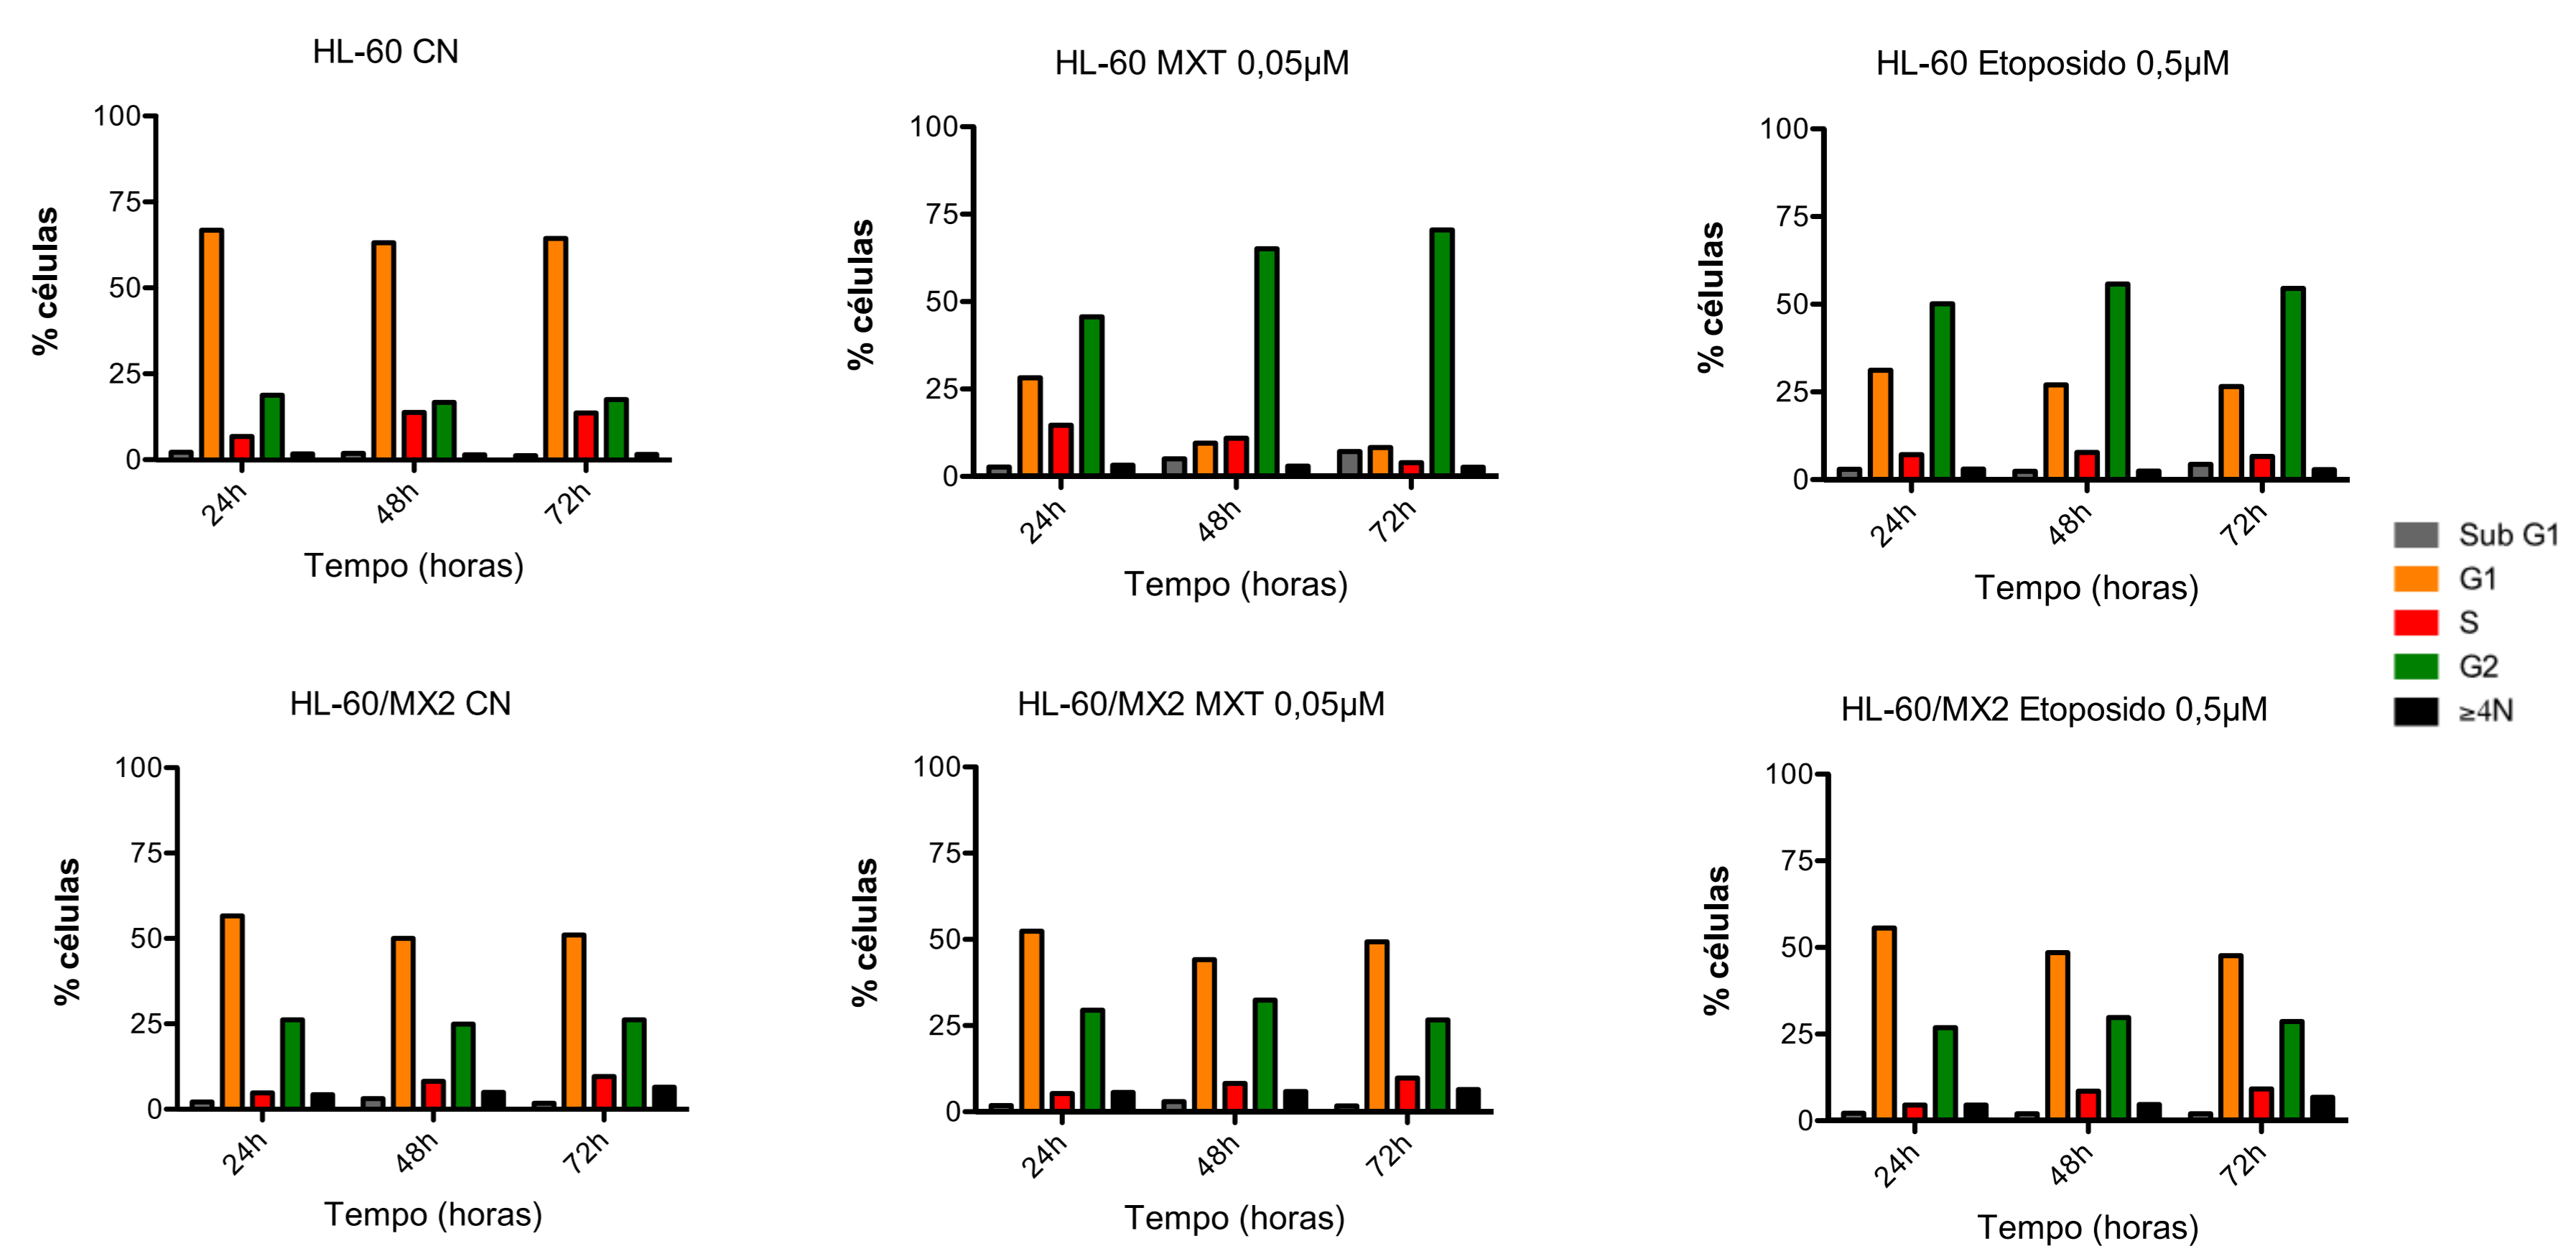 HL-60 CN
HL-60 MXT 0,05µM
HL-60 Etoposido 0,5µM
% células
100
75
50
25
0
24h
48h
72h
Tempo (horas)
% células
100
75
50
25
0
24h
48h
72h
Tempo (horas)
% células
100
75
50
25
0
24h
48h
72h
Tempo (horas)
Sub G1
G1
S
G2
≥4N
HL-60/MX2 CN
HL-60/MX2 MXT 0,05µM
HL-60/MX2 Etoposido 0,5µM
% células
100
75
50
25
0
24h
48h
72h
Tempo (horas)
% células
100
75
50
25
0
24h
48h
72h
Tempo (horas)
% células
100
75
50
25
0
24h
48h
72h
Tempo (horas)